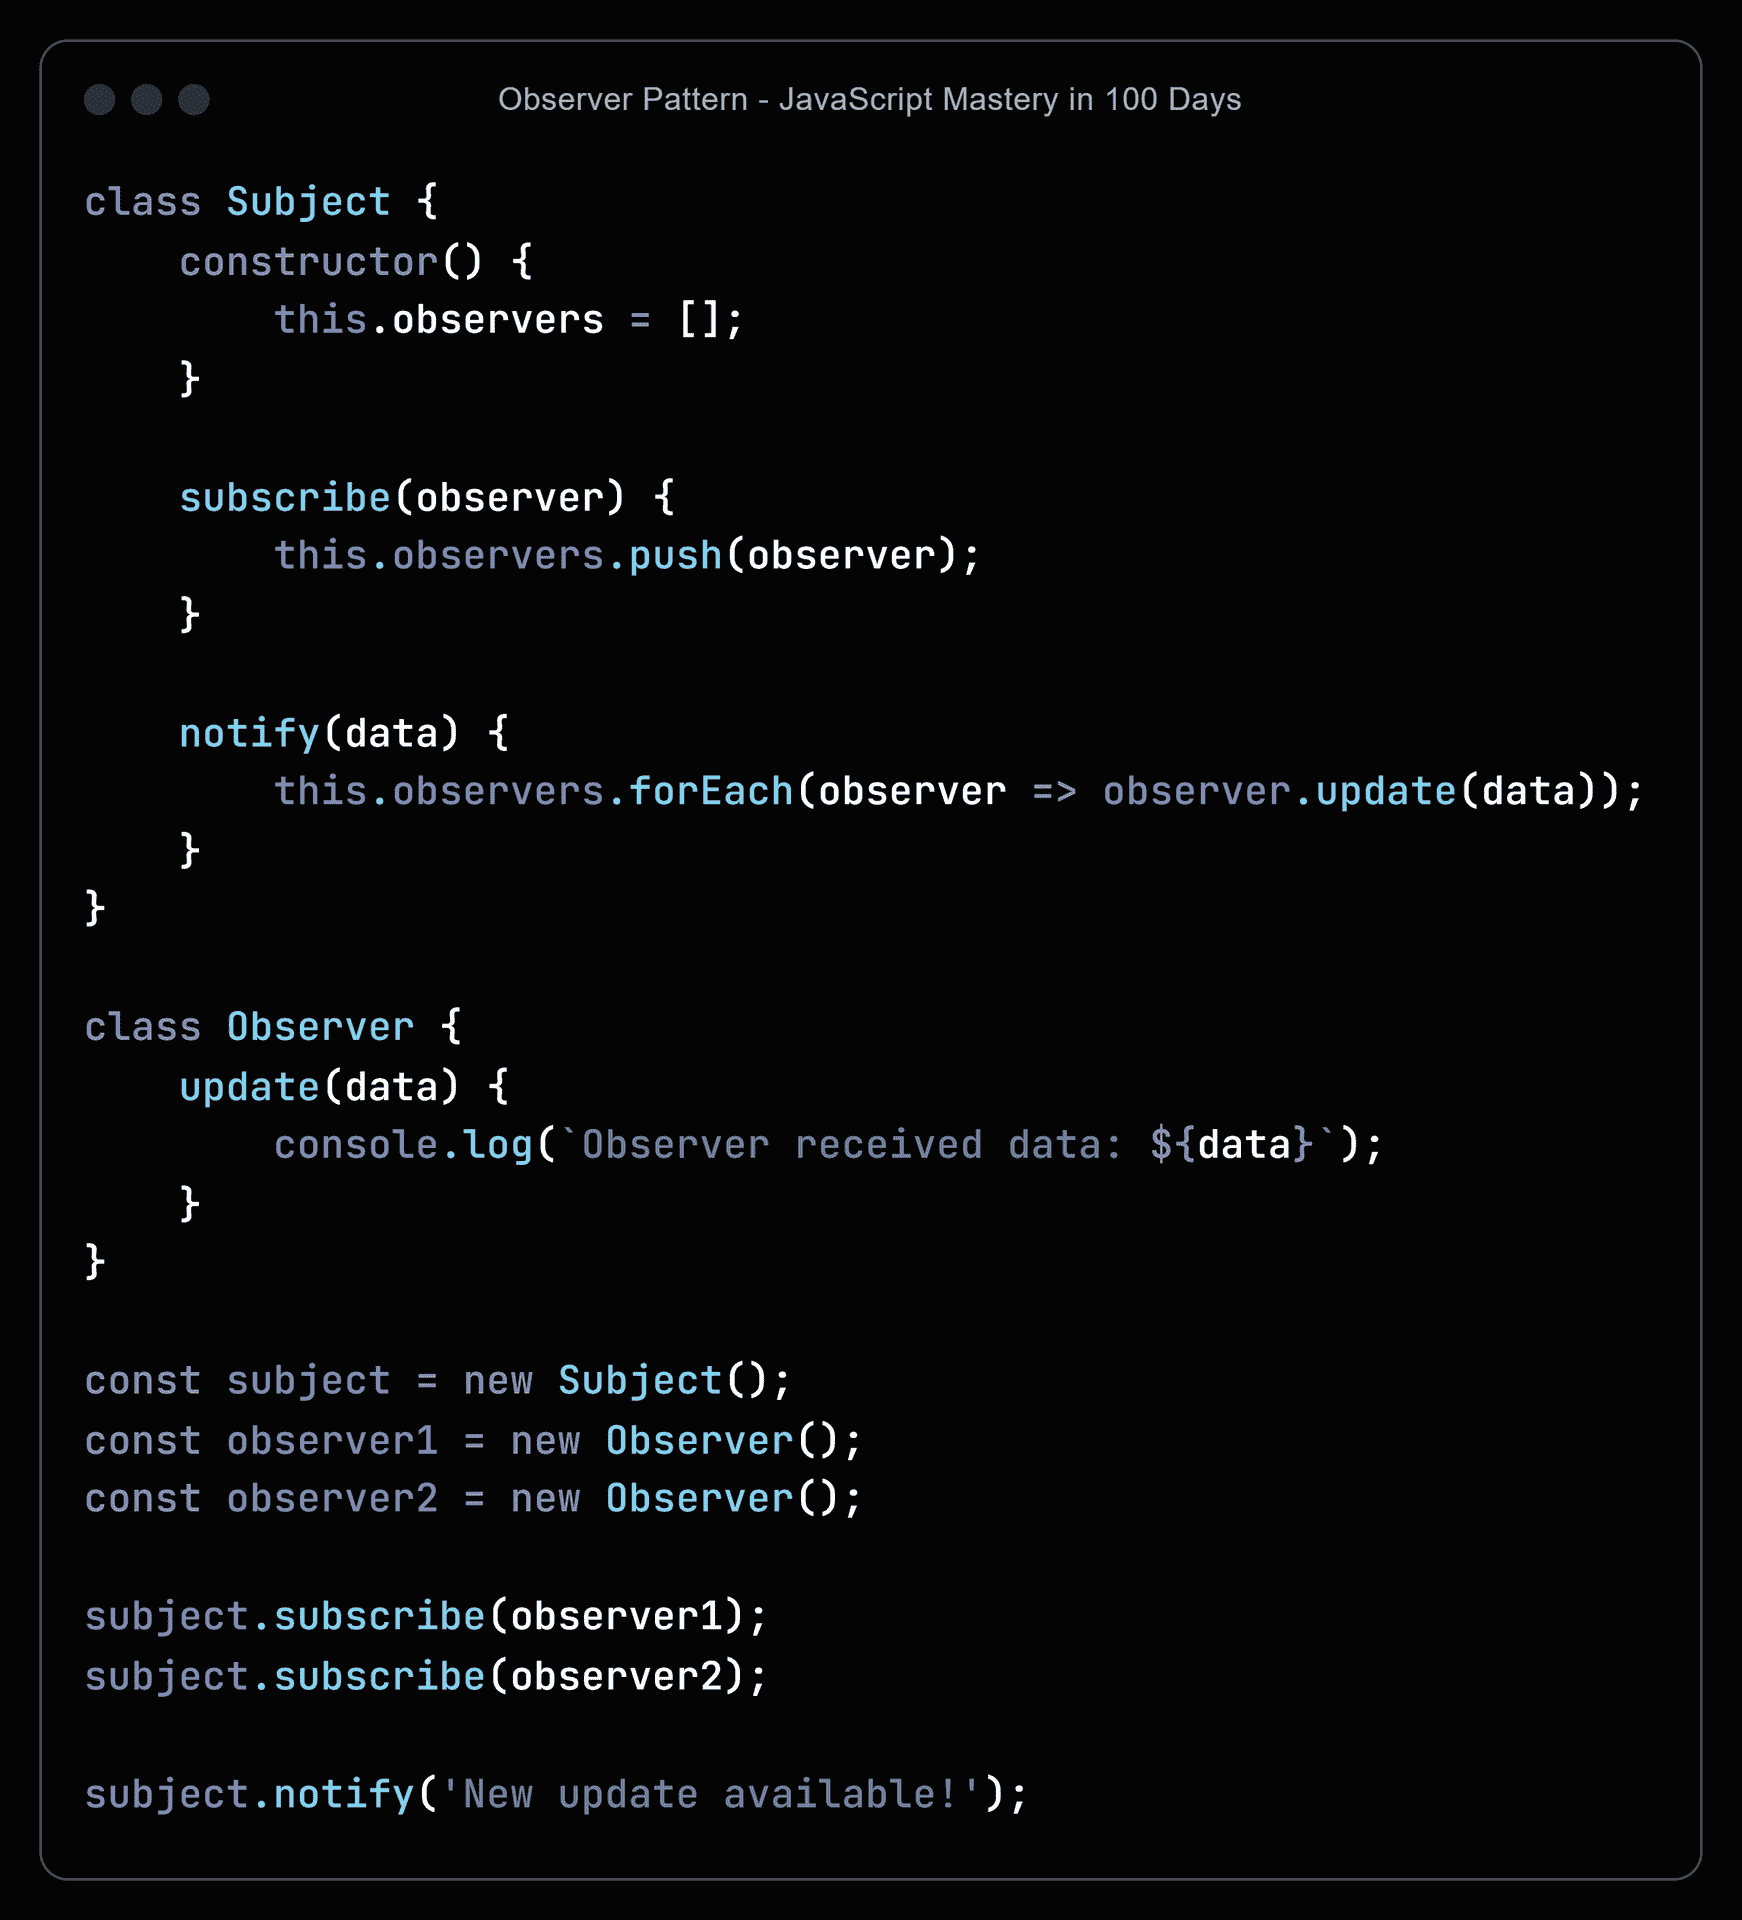 Observer Pattern - JavaScript Mastery in 100 Days
class Subject {
    constructor() {
        this.observers = [];
    }

    subscribe(observer) {
        this.observers.push(observer);
    }

    notify(data) {
        this.observers.forEach(observer => observer.update(data));
    }
}

class Observer {
    update(data) {
        console.log(`Observer received data: ${data}`);
    }
}

const subject = new Subject();
const observer1 = new Observer();
const observer2 = new Observer();

subject.subscribe(observer1);
subject.subscribe(observer2);

subject.notify('New update available!');